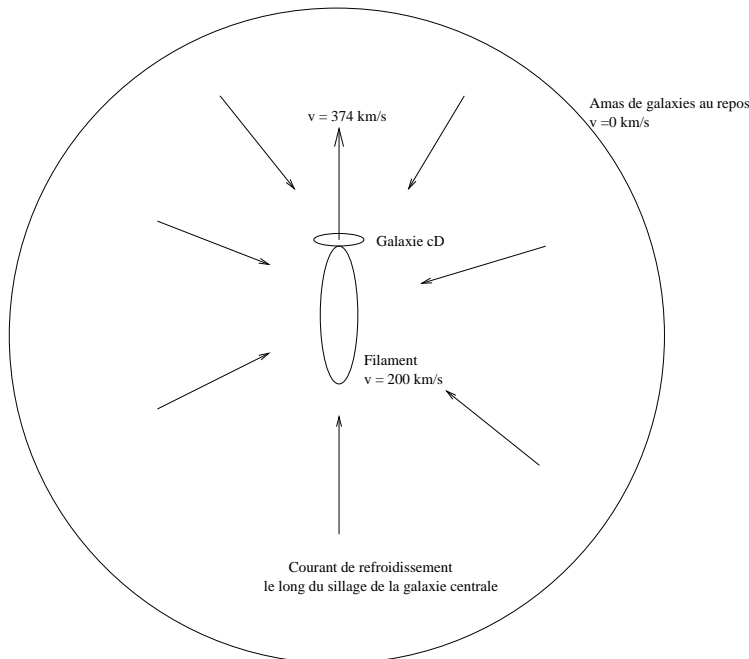 Amas de galaxies au repos
v =0 km/s
v = 374 km/s
Galaxie cD
Filament
v = 200 km/s
Courant de refroidissement
le long du sillage de la galaxie centrale